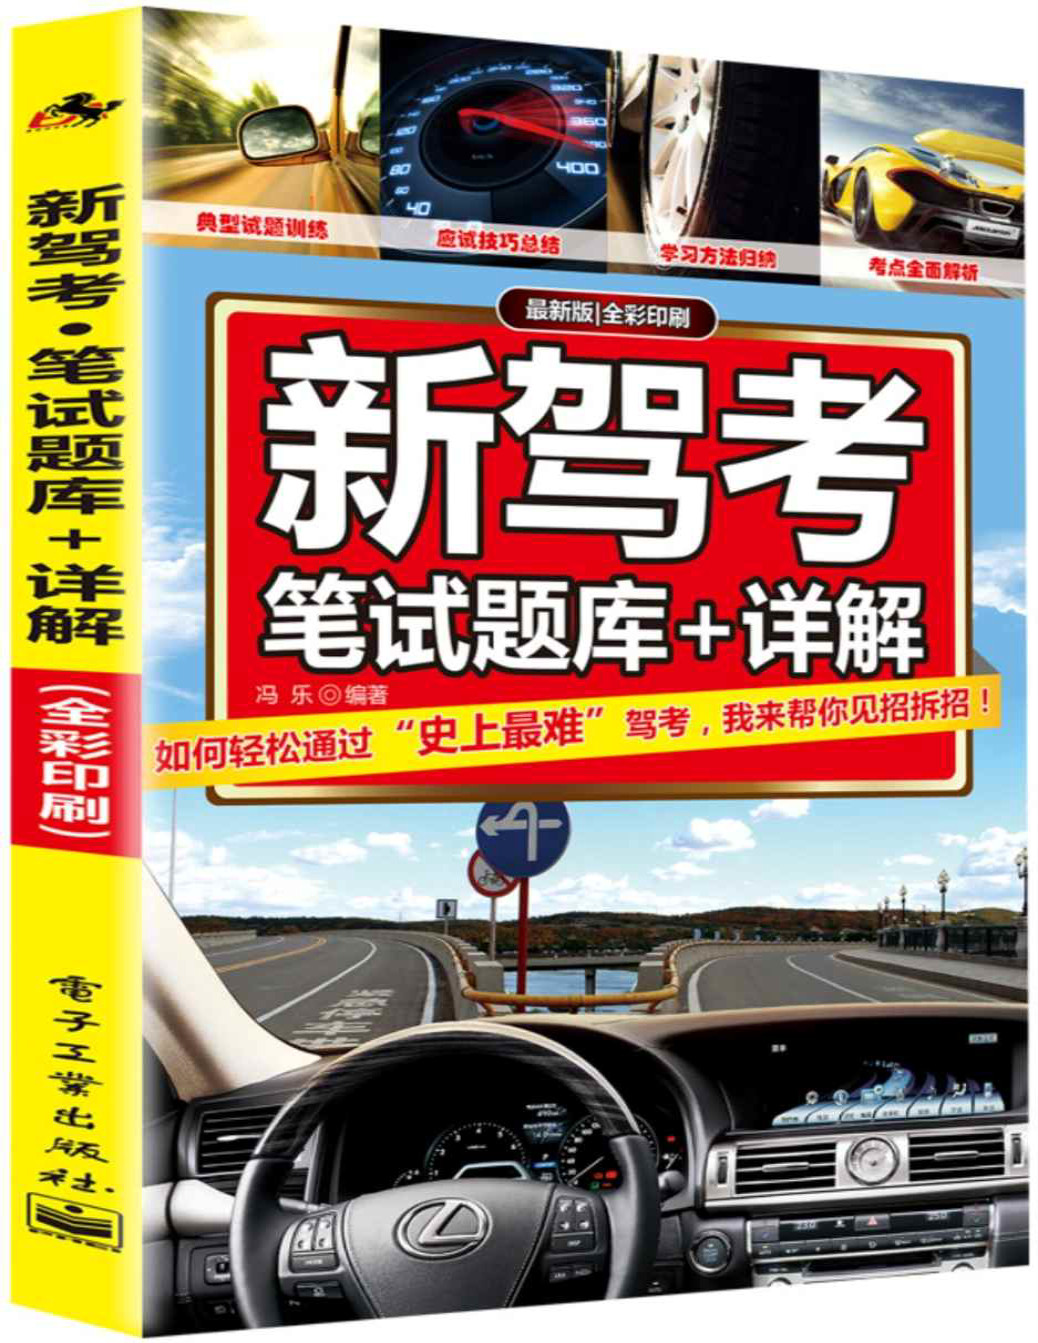 新驾考·笔试题库+详解
(全彩印刷)
電子工業出版社.
典型试题训练
应试技巧总结
学习方法归纳
考点全面解析
最新版|全彩印刷
新驾考
笔试题库+详解
冯 乐◎编著
如何轻松通过“史上最难”驾考，我来帮你见招拆招！